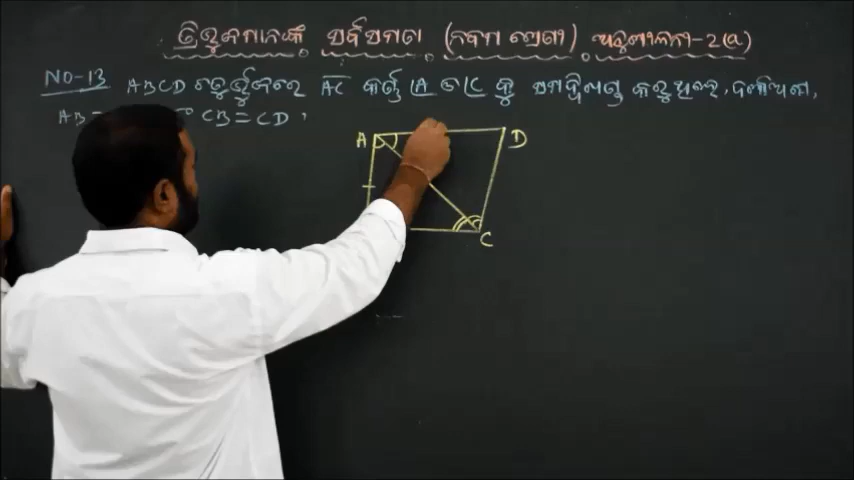 ତ୍ରିଭୁଜମାନଙ୍କ ସର୍ବସମତା (ନବମ ଶ୍ରେଣୀ) ଅନୁଶୀଳନୀ-2(a)
NO-13 ABCD ଚତୁର୍ଭୁଜରେ AC କର୍ଣ୍ଣ ∠A ଓ ∠C କୁ ସମଦ୍ୱିଖଣ୍ଡ କରୁଥିଲେ, ଦର୍ଶାଅ ଯେ,
AB= CB=CD ,
A D
C